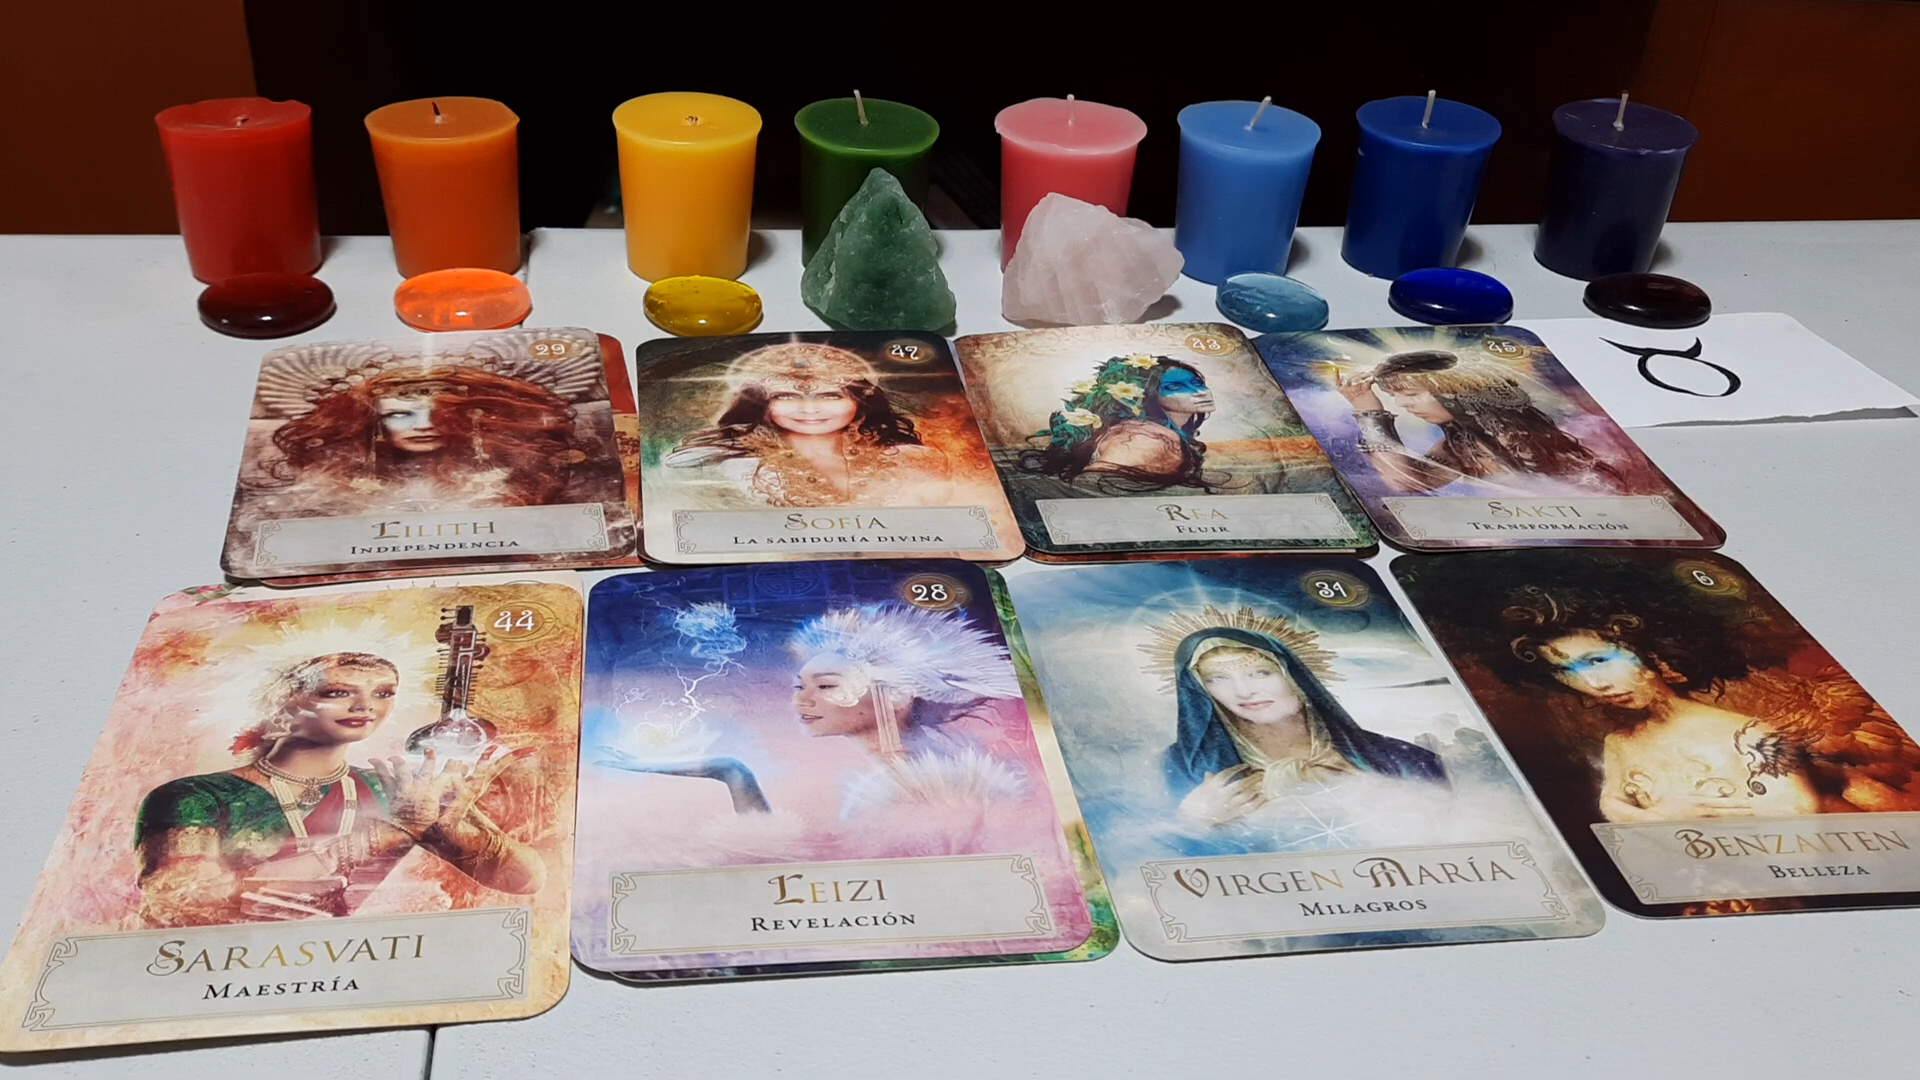 29
LILITH
INDEPENDENCIA
47
SOFÍA
LA SABIDURÍA DIVINA
43
REA
FLUIR
45
SAKTI
TRANSFORMACIÓN
44
SARASVATI
MAESTRÍA
28
LEIZI
REVELACIÓN
31
VIRGEN MARÍA
MILAGROS
6
BENZAITEN
BELLEZA